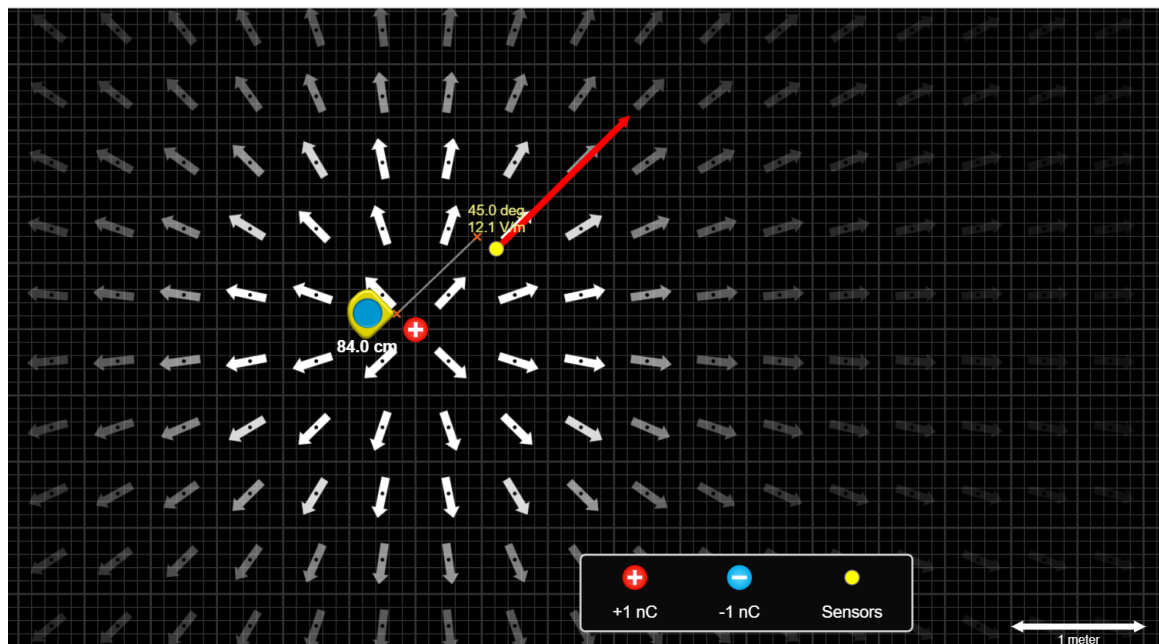 45.0 deg
12.1 V/m
84.0 cm
+1 nC
-1 nC
Sensors
1 meter